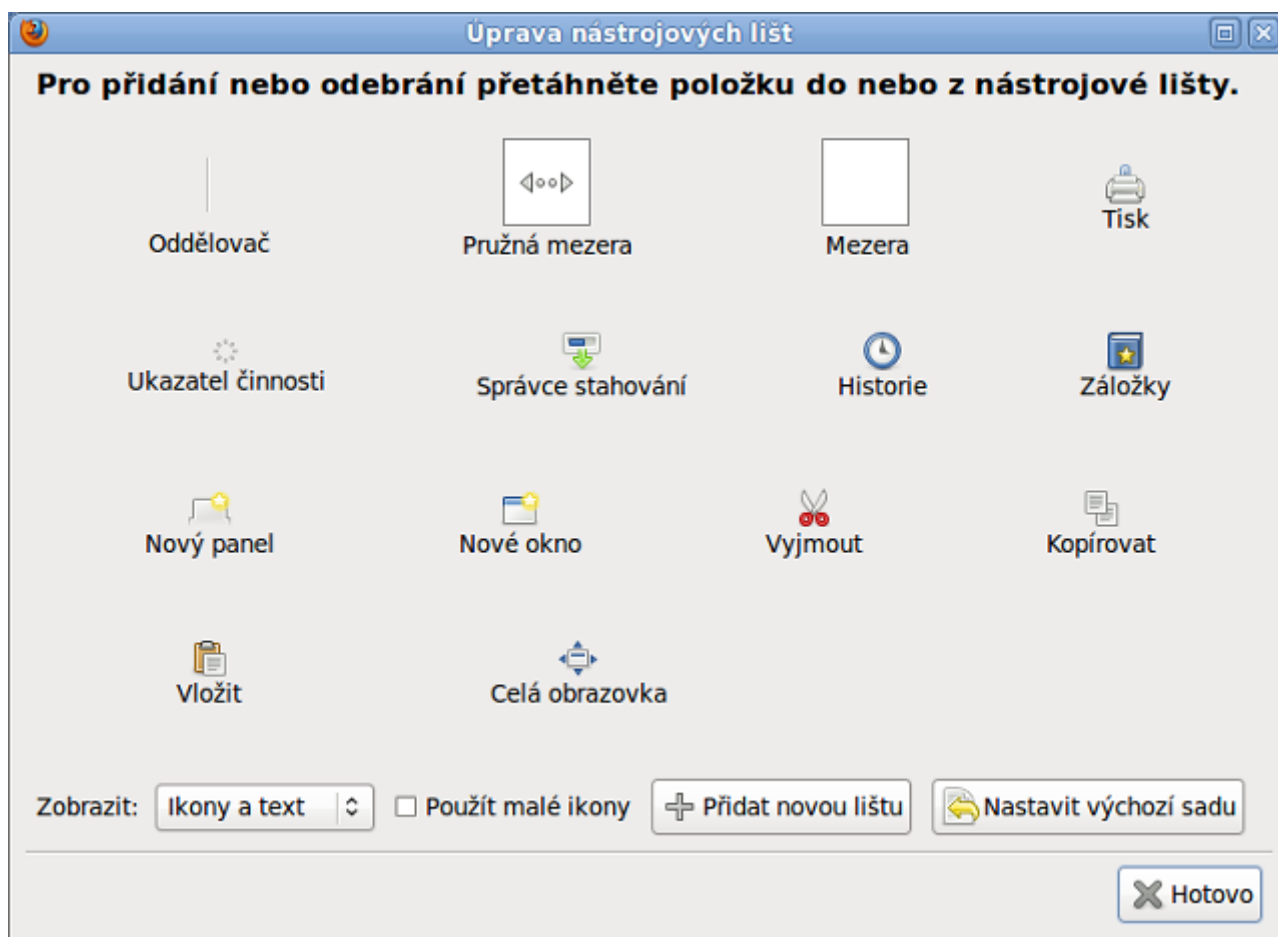 Úprava nástrojových lišt
Pro přidání nebo odebrání přetáhněte položku do nebo z nástrojové lišty.
Oddělovač Pružná mezera Mezera Tisk
Ukazatel činnosti Správce stahování Historie Záložky
Nový panel Nové okno Vyjmout Kopírovat
Vložit Celá obrazovka
Zobrazit: Ikony a text Použít malé ikony Přidat novou lištu Nastavit výchozí sadu
Hotovo